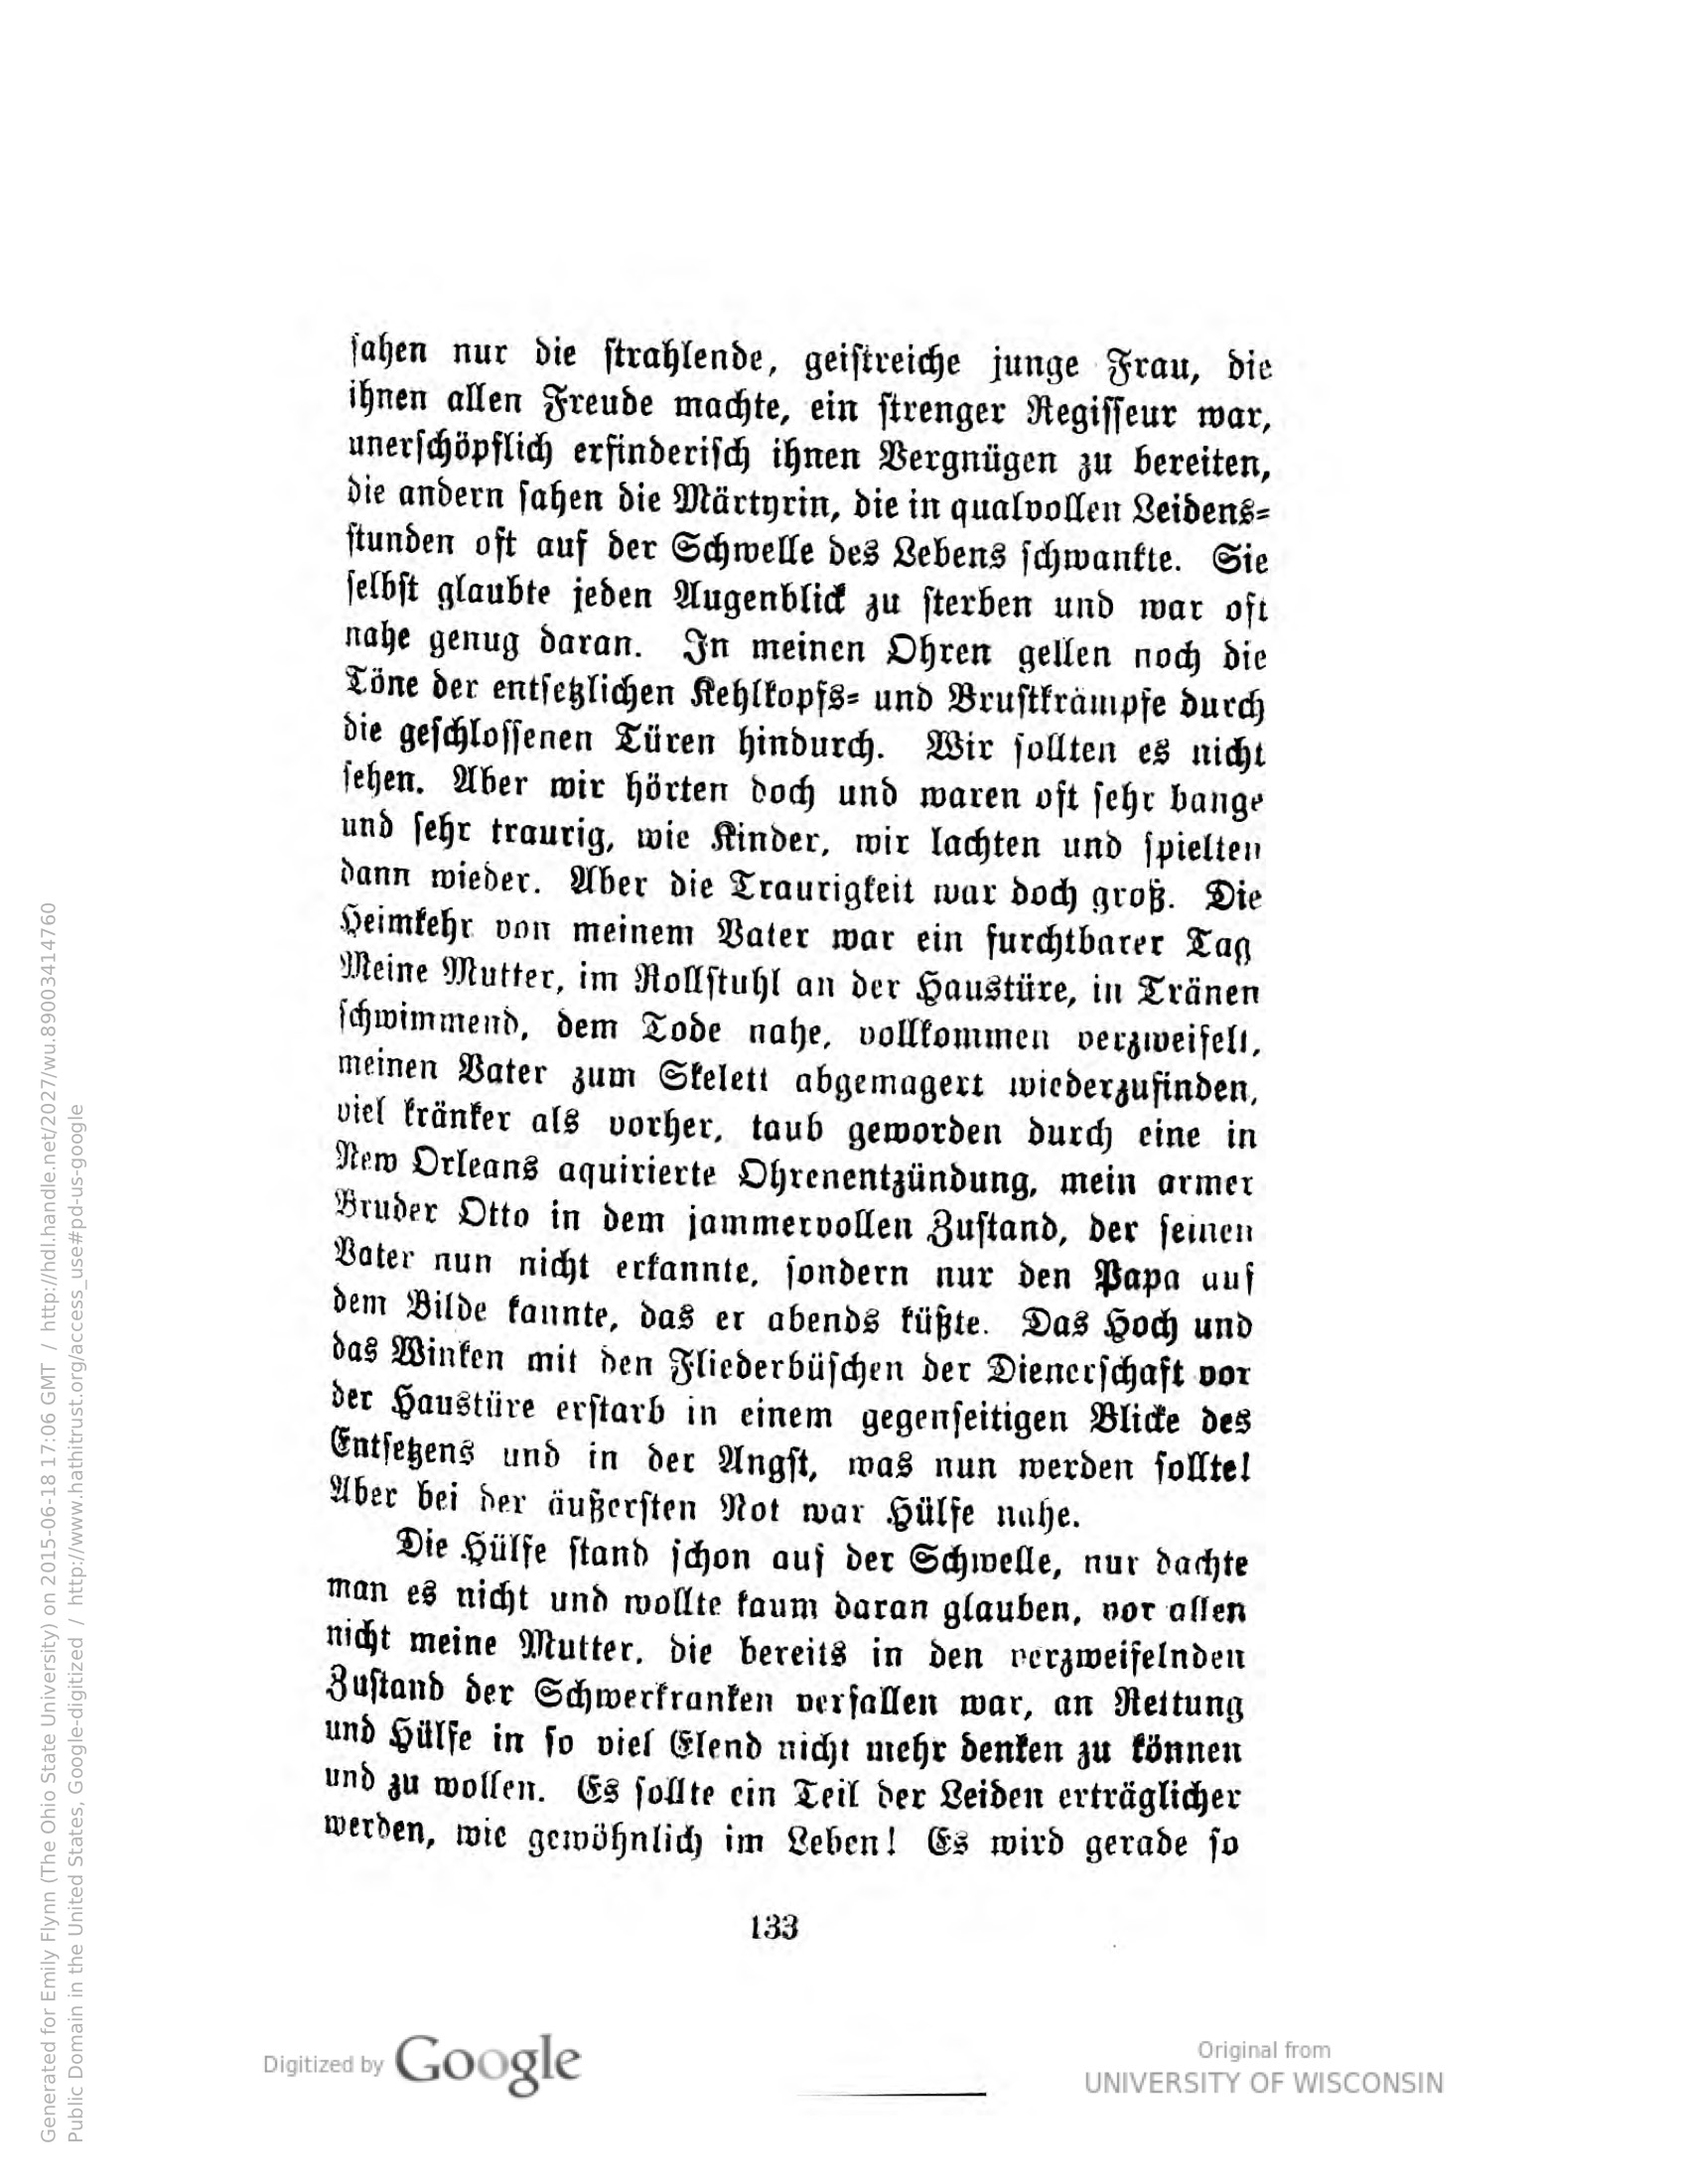 sahen nur die strahlende, geistreiche junge Frau, die
ihnen allen Freude machte, ein strenger Regisseur war,
unerschöpflich erfinderisch ihnen Vergnügen zu bereiten,
die andern sahen die Märtyrin, die in qualvollen Leidens-
stunden oft auf der Schwelle des Lebens schwankte. Sie
selbst glaubte jeden Augenblick zu sterben und war oft
nahe genug daran. In meinen Ohren gellen noch die
Töne der entsetzlichen Kehlkopfs- und Brustkrämpfe durch
die geschlossenen Türen hindurch. Wir sollten es nicht
sehen. Aber wir hörten doch und waren oft sehr bange
und sehr traurig, wie Kinder, wir lachten und spielten
dann wieder. Aber die Traurigkeit war doch groß. Die
Heimkehr von meinem Vater war ein furchtbarer Tag
Meine Mutter, im Rollstuhl an der Haustüre, in Tränen
schwimmend, dem Tode nahe, vollkommen verzweifelt,
meinen Vater zum Skelett abgemagert wiederzufinden,
viel kränker als vorher, taub geworden durch eine in
New Orleans aquirierte Ohrenentzündung, mein armer
Bruder Otto in dem jammervollen Zustand, der seinen
Vater nun nicht erkannte, sondern nur den Papa auf
dem Bilde kannte, das er abends küßte. Das Hoch und
das Winken mit den Fliederbüschen der Dienerschaft vor
der Haustüre erstarb in einem gegenseitigen Blicke des
Entsetzens und in der Angst, was nun werden sollte!
Aber bei der äußersten Not war Hülfe nahe.
Die Hülfe stand schon auf der Schwelle, nur dachte
man es nicht und wollte kaum daran glauben, vor allen
nicht meine Mutter, die bereits in den verzweifelnden
Zustand der Schwerkranken verfallen war, an Rettung
und Hülfe in so viel Elend nicht mehr denken zu können
und zu wollen. Es sollte ein Teil der Leiden erträglicher
werden, wie gewöhnlich im Leben! Es wird gerade so
133
Digitized by Google
Original from
UNIVERSITY OF WISCONSIN
Generated for Emily Flynn (The Ohio State University) on 2015-06-18 17:06 GMT / http://hdl.handle.net/2027/wu.89003414760
Public Domain in the United States, Google-digitized / http://www.hathitrust.org/access_use#pd-us-google